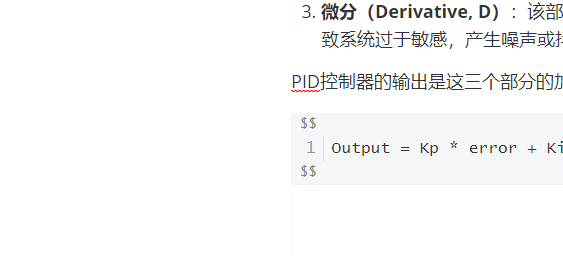 3. 微分（Derivative, D）：该部
致系统过于敏感，产生噪声或
PID控制器的输出是这三个部分的
$$
1 Output = Kp * error + Ki
$$